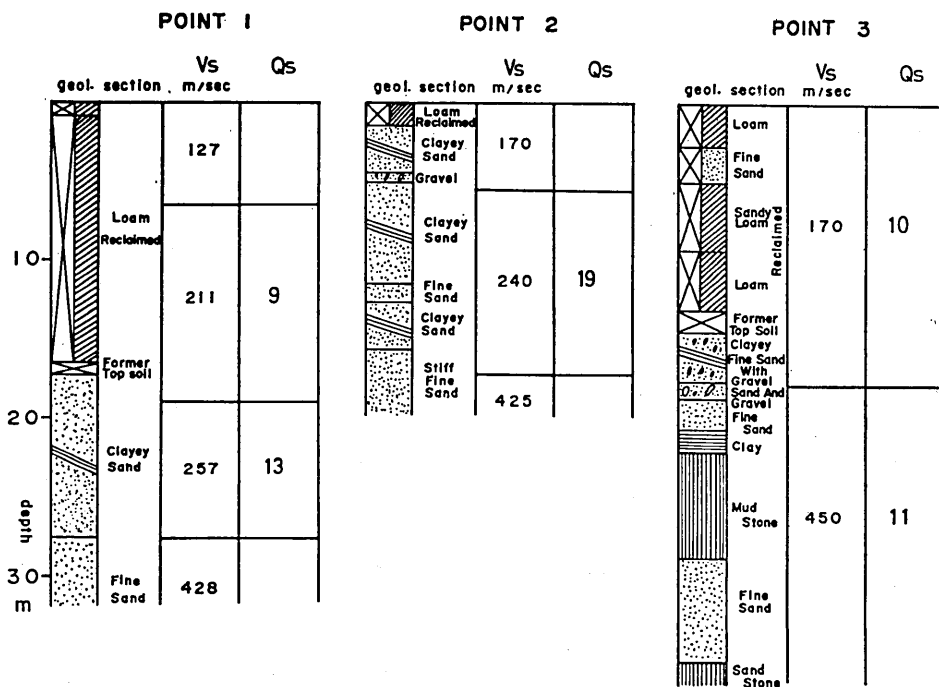 POINT 1
Vs Qs
geol. section m/sec
127
Loam
Reclaimed
10
211 9
Former
Top soil
20
Clayey
Sand
257 13
depth
30
m
Fine
Sand
428
POINT 2
Vs Qs
geol. section m/sec
Loam
Reclaimed
Clayey
Sand
170
Gravel
Clayey
Sand
240 19
Fine
Sand
Clayey
Sand
Stiff
Fine
Sand
425
POINT 3
Vs Qs
geol. section m/sec
Loam
Fine
Sand
Sandy
Loam
Reclaimed
170 10
Loam
Former
Top Soil
Clayey
Fine Sand
With
Gravel
Sand And
Gravel
Fine
Sand
Clay
Mud
Stone
450 11
Fine
Sand
Sand
Stone